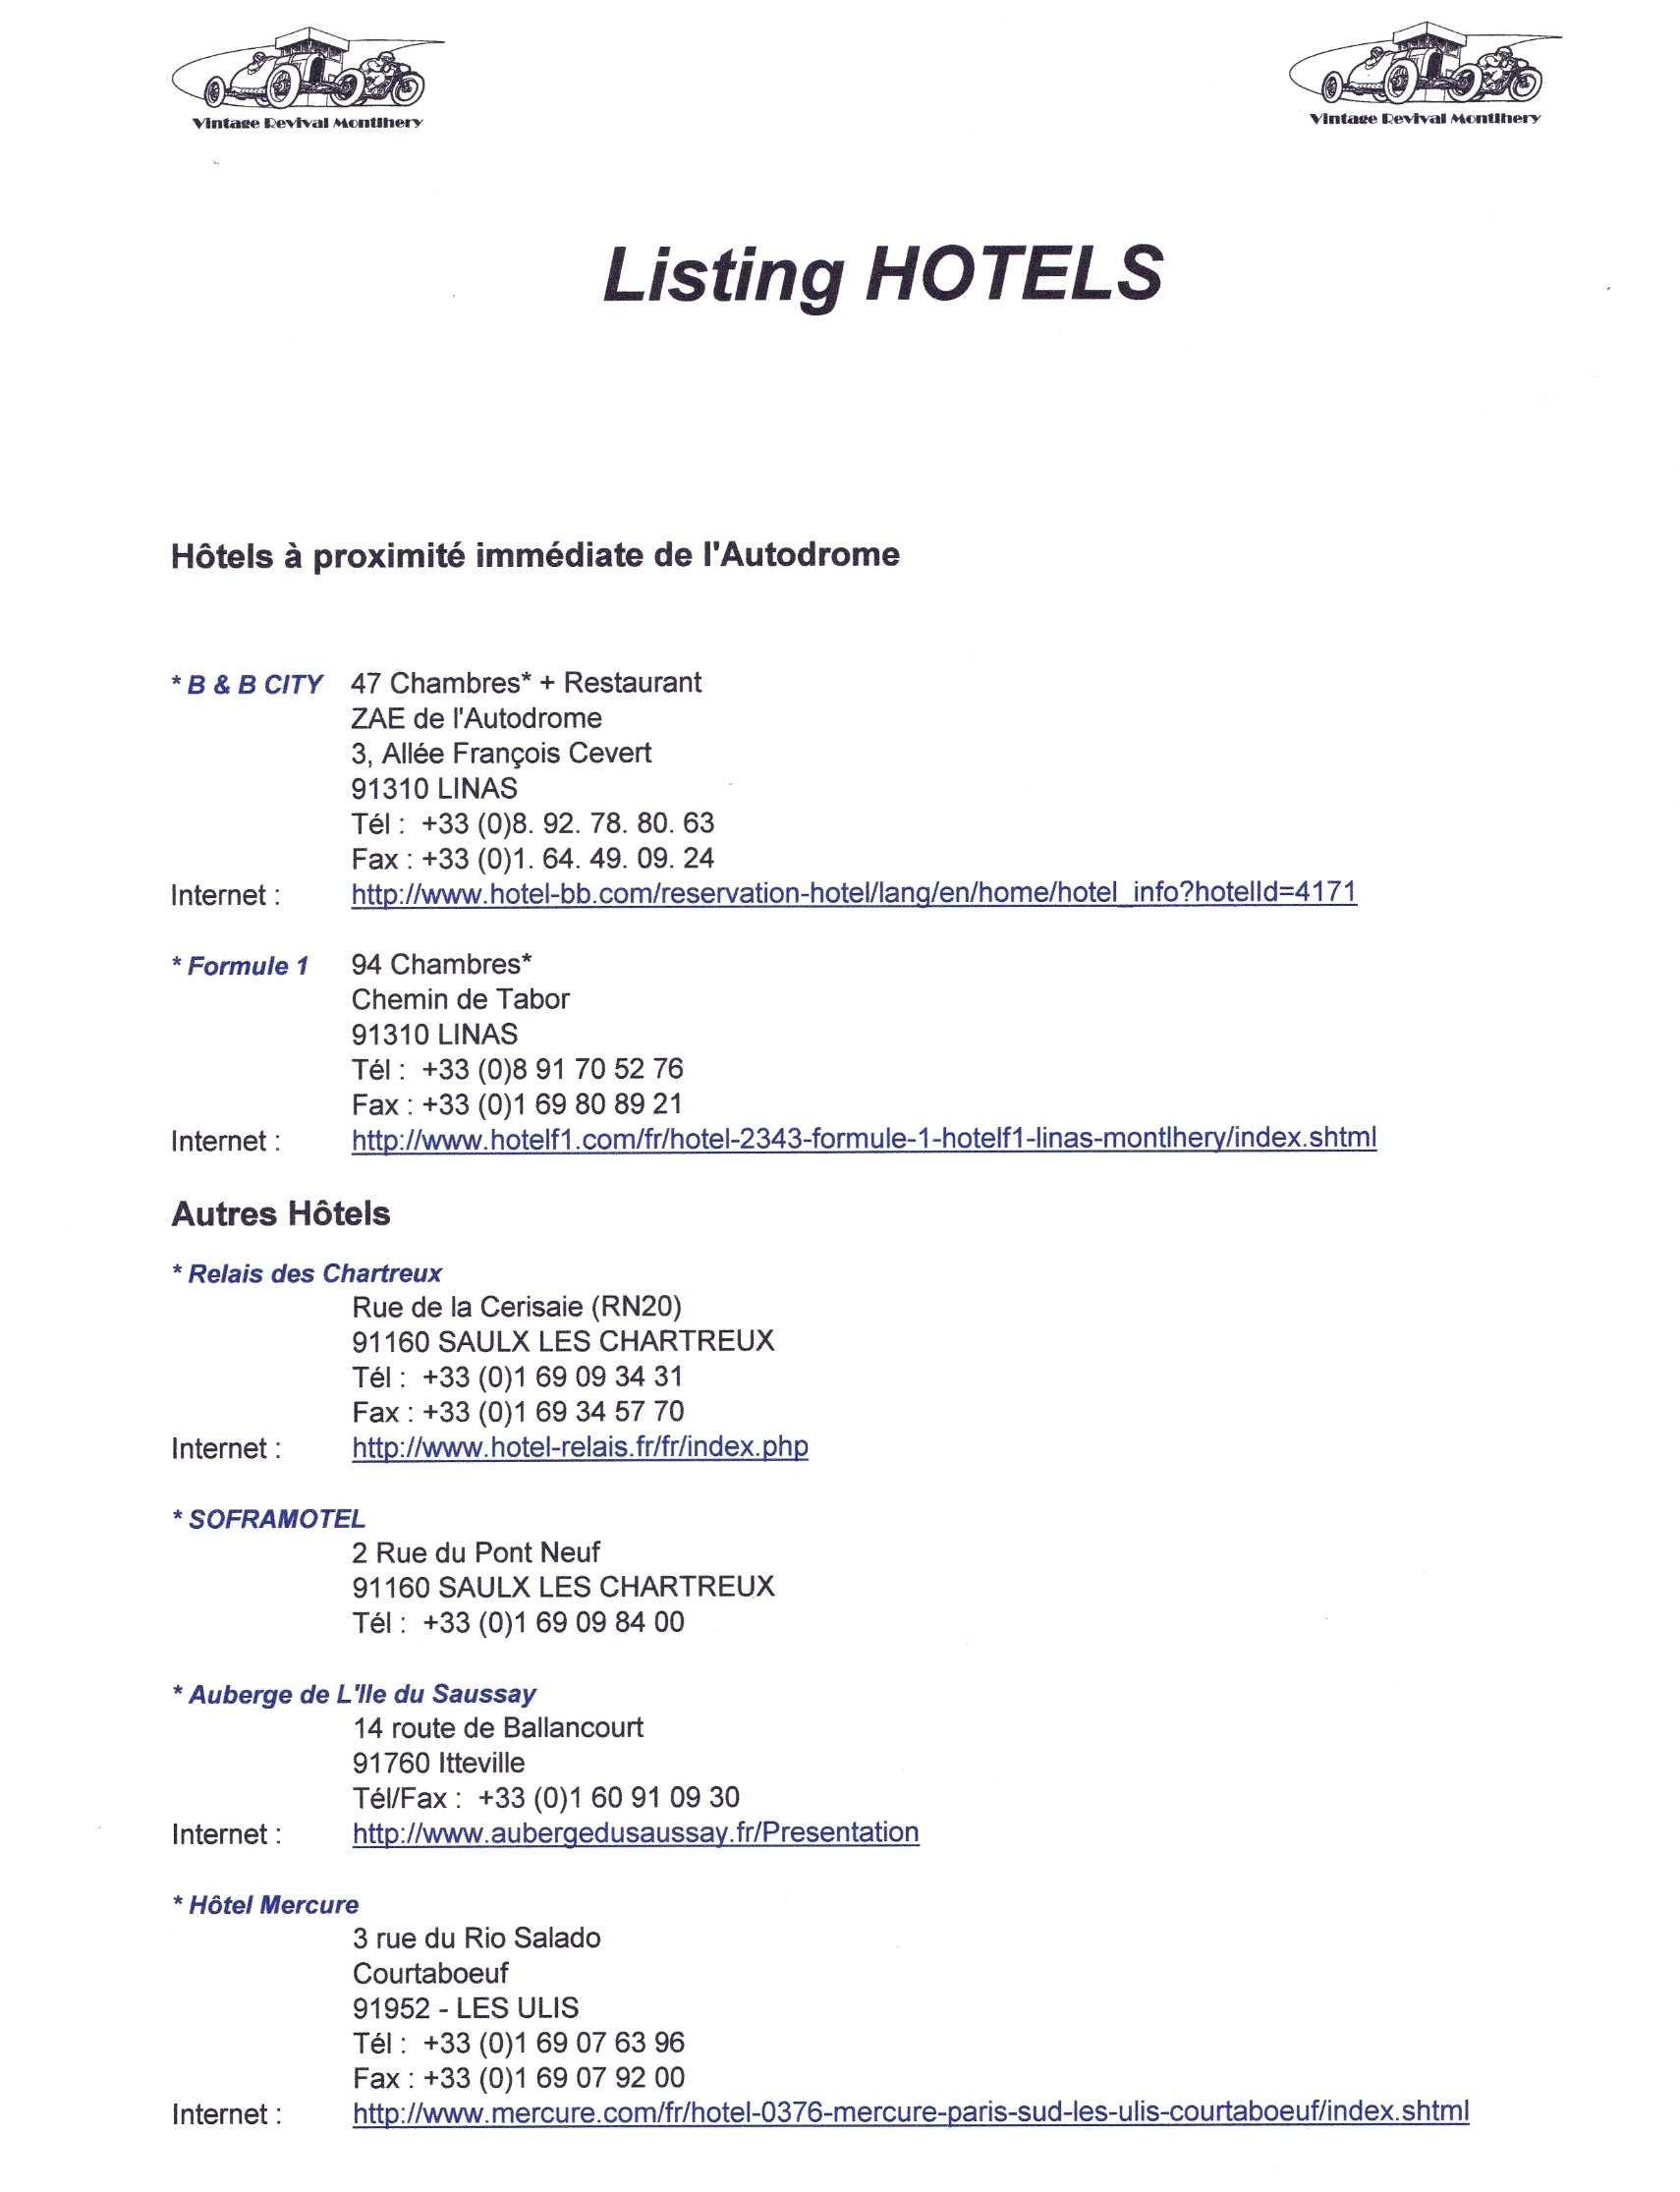 Vintage Revival Montlhery
Vintage Revival Montlhery
Listing HOTELS
Hôtels à proximité immédiate de l'Autodrome
* B & B CITY 47 Chambres* + Restaurant
ZAE de l'Autodrome
3, Allée François Cevert
91310 LINAS
Tél : +33 (0)8. 92. 78. 80. 63
Fax : +33 (0)1. 64. 49. 09. 24
Internet : http://www.hotel-bb.com/reservation-hotel/lang/en/home/hotel_info?hotelId=4171
* Formule 1 94 Chambres*
Chemin de Tabor
91310 LINAS
Tél : +33 (0)8 91 70 52 76
Fax : +33 (0)1 69 80 89 21
Internet : http://www.hotelf1.com/fr/hotel-2343-formule-1-hotelf1-linas-montlhery/index.shtml
Autres Hôtels
* Relais des Chartreux
Rue de la Cerisaie (RN20)
91160 SAULX LES CHARTREUX
Tél : +33 (0)1 69 09 34 31
Fax : +33 (0)1 69 34 57 70
Internet : http://www.hotel-relais.fr/fr/index.php
* SOFRAMOTEL
2 Rue du Pont Neuf
91160 SAULX LES CHARTREUX
Tél : +33 (0)1 69 09 84 00
* Auberge de L'Ile du Saussay
14 route de Ballancourt
91760 Itteville
Tél/Fax : +33 (0)1 60 91 09 30
Internet : http://www.aubergedusaussay.fr/Presentation
* Hôtel Mercure
3 rue du Rio Salado
Courtaboeuf
91952 - LES ULIS
Tél : +33 (0)1 69 07 63 96
Fax : +33 (0)1 69 07 92 00
Internet : http://www.mercure.com/fr/hotel-0376-mercure-paris-sud-les-ulis-courtaboeuf/index.shtml